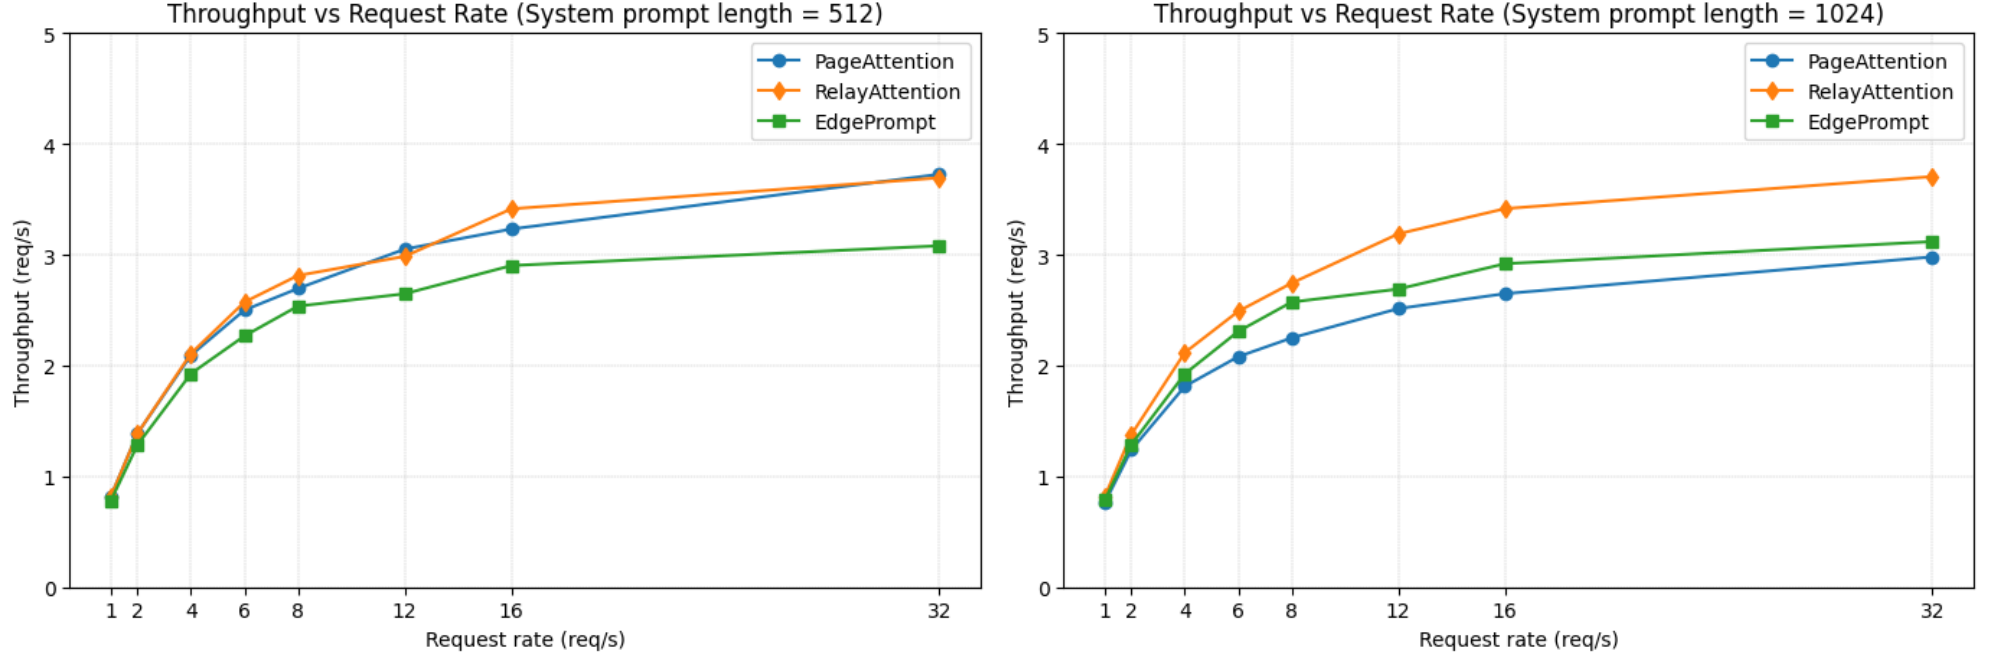 Throughput vs Request Rate (System prompt length = 512)
5
4
3
2
1
0
Throughput (req/s)
PageAttention
RelayAttention
EdgePrompt
1 2 4 6 8 12 16 32
Request rate (req/s)
Throughput vs Request Rate (System prompt length = 1024)
5
4
3
2
1
0
Throughput (req/s)
PageAttention
RelayAttention
EdgePrompt
1 2 4 6 8 12 16 32
Request rate (req/s)